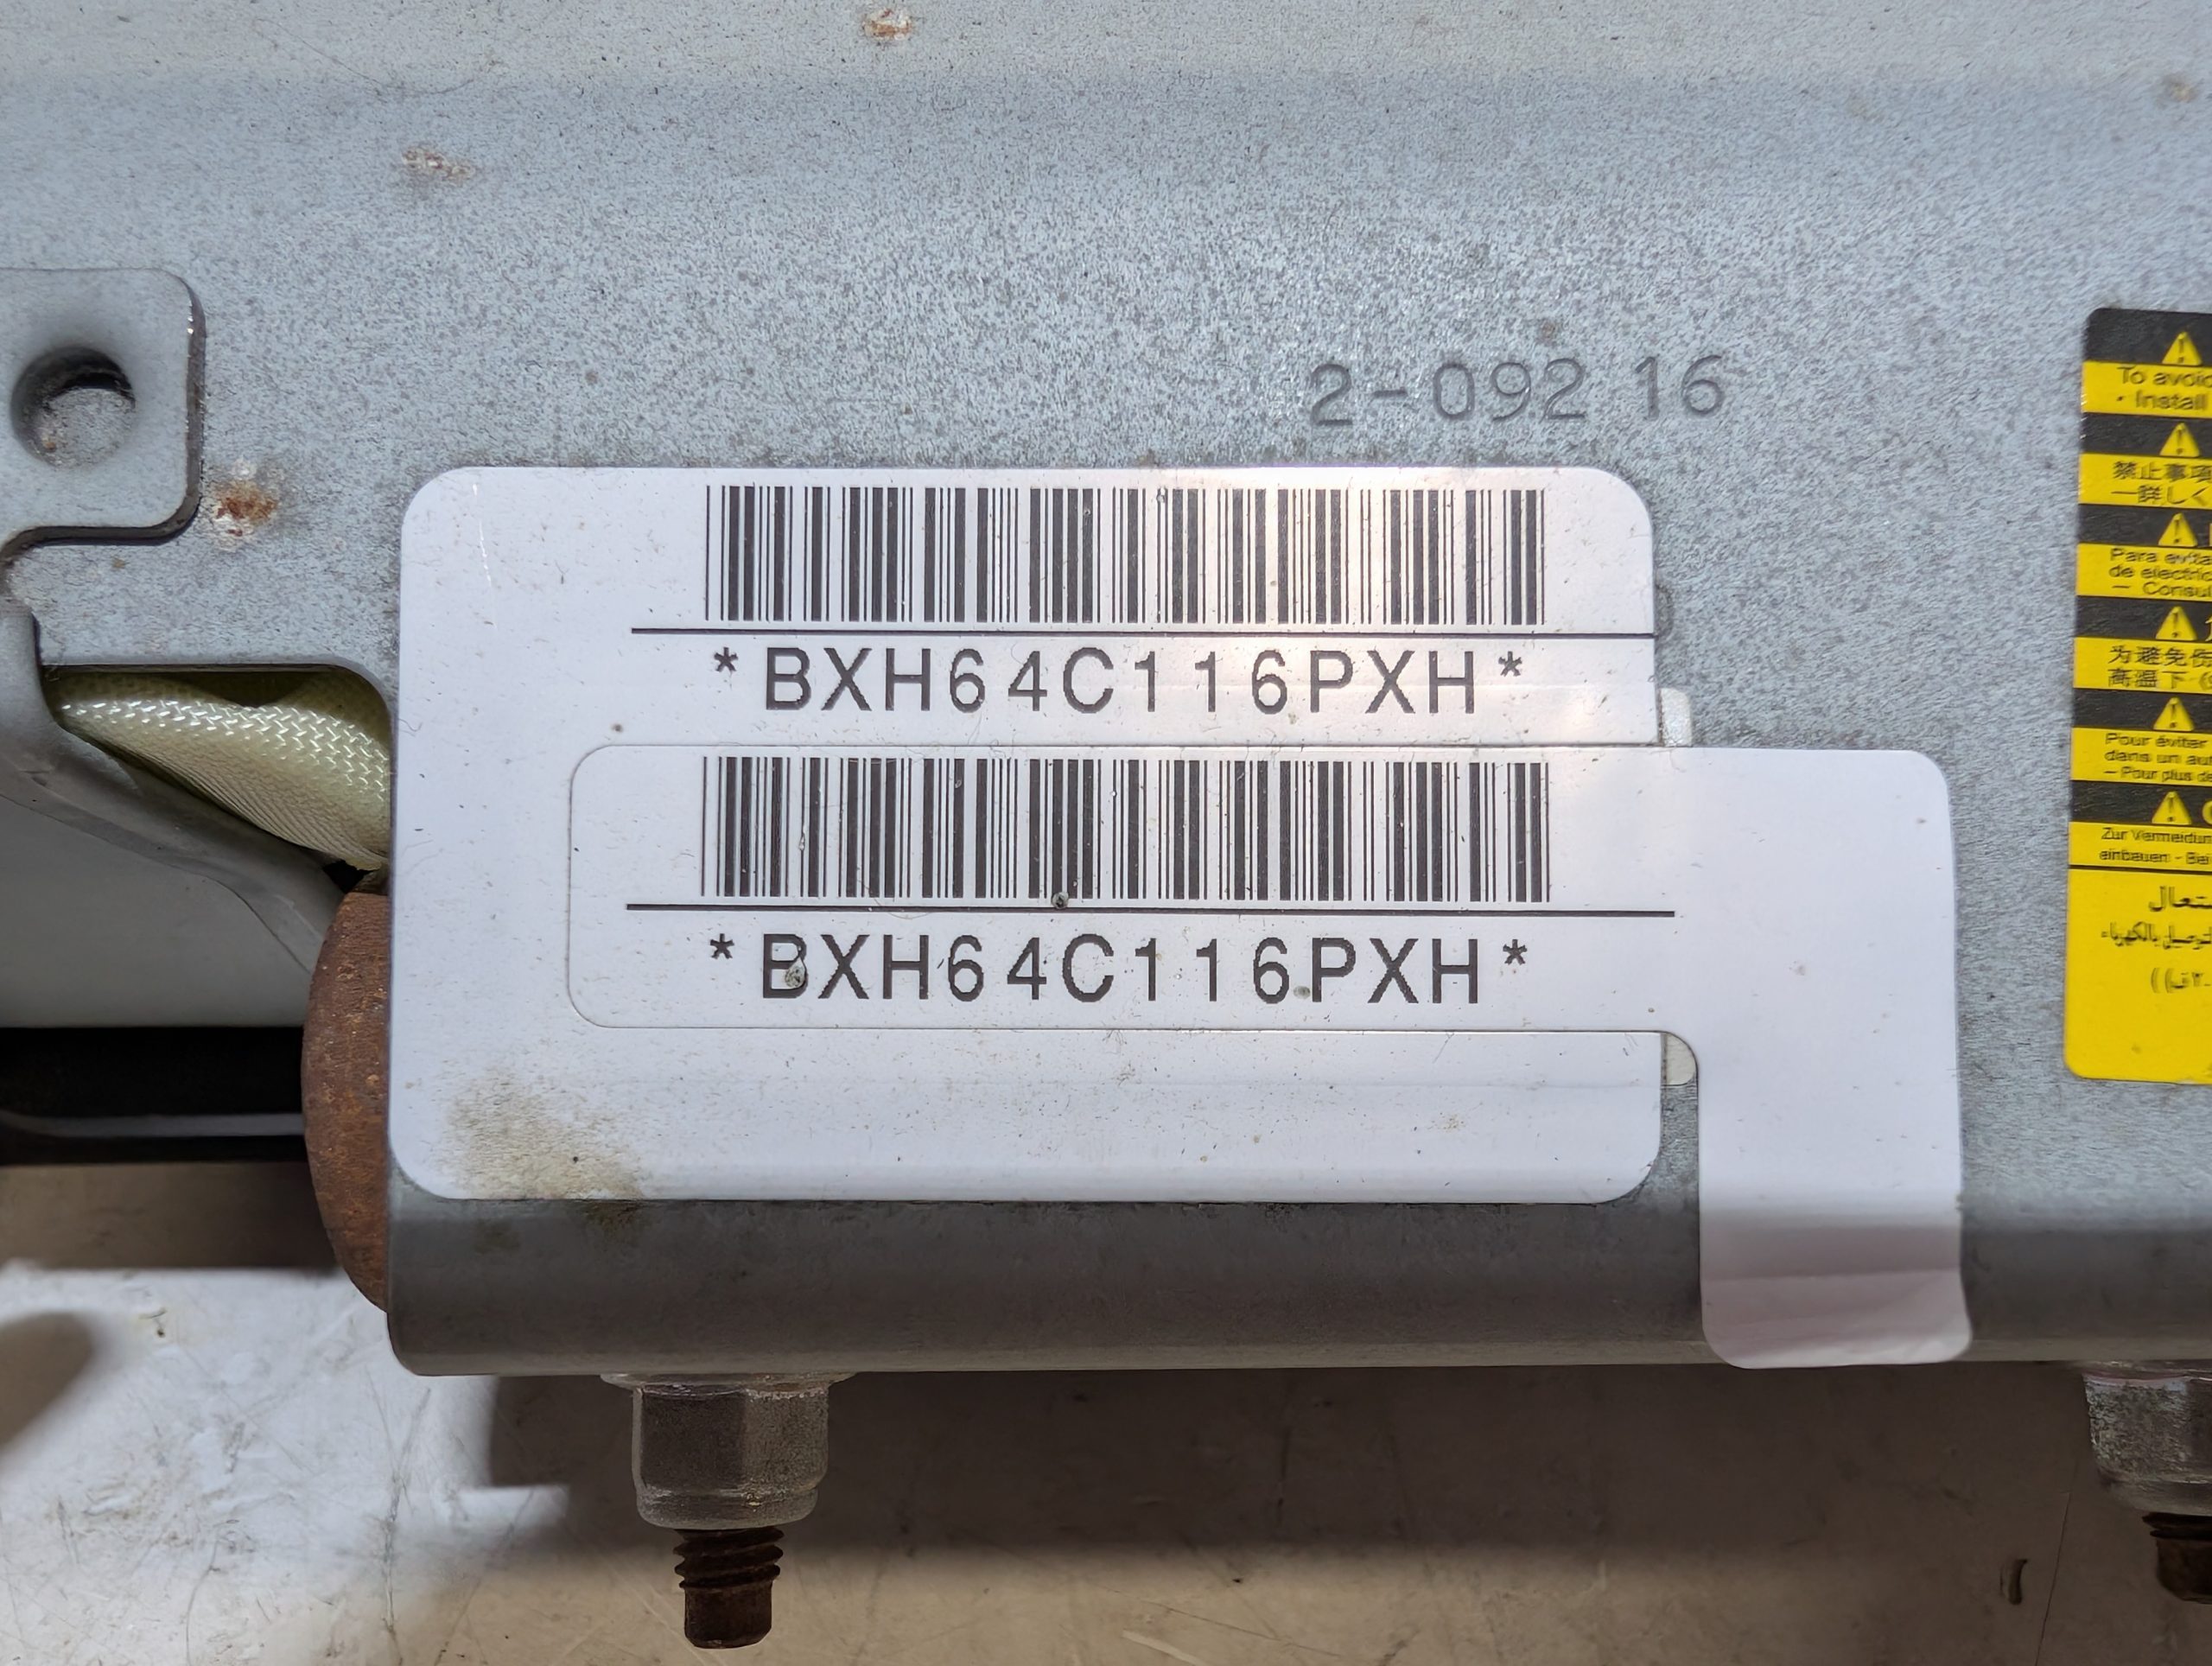 2-092 16
*BXH64C116PXH*
*BXH64C116PXH*
To avoid
· Install
禁止事項
一詳しく
Para evita
de electric
— Consul
为避免伤
高温下
Pour éviter
dans un aut
– Pour plus de
Zur Vermeidun
einbauen - Bei